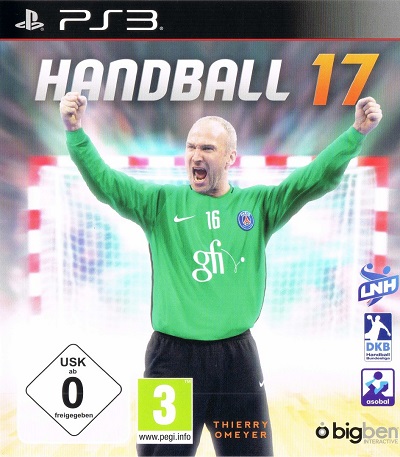 PS3
HANDBALL 17
16
gfi
LNH
DKB
Handball
Bundesliga
asobal
USK
ab
0
freigegeben
3
www.pegi.info
THIERRY
OMEYER
bigben
INTERACTIVE